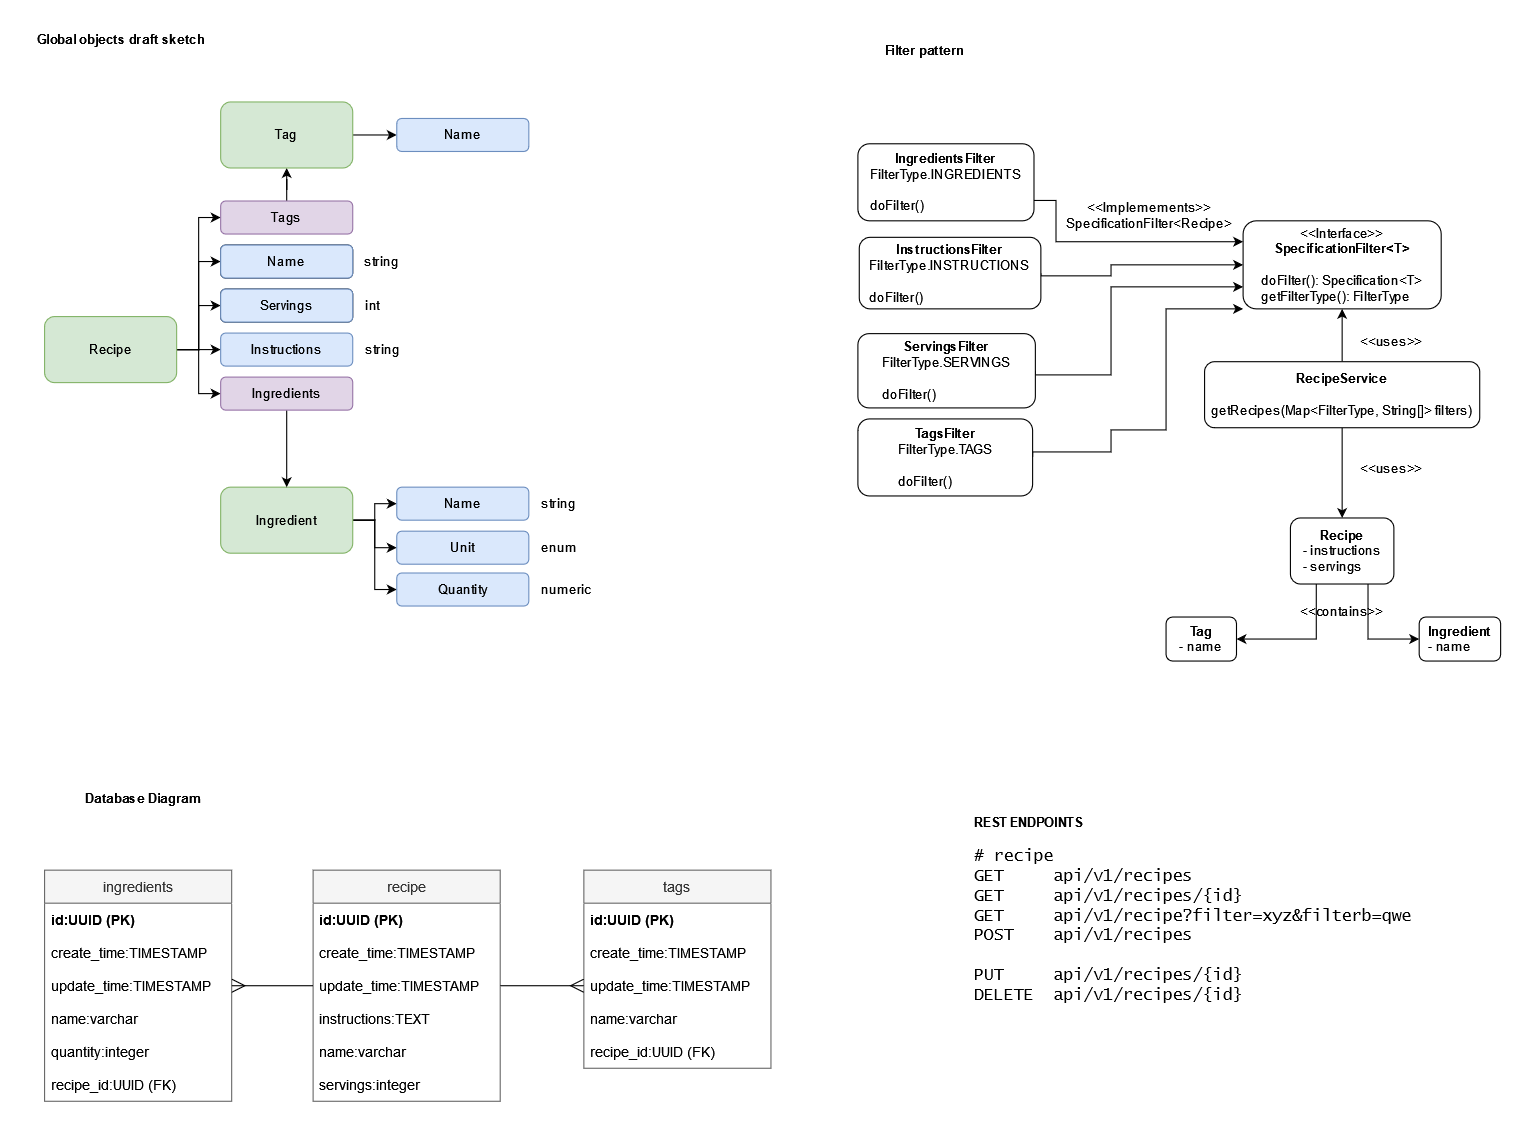 Global objects draft sketch
Tag
Name
Tags
Name
string
Servings
int
Recipe
Instructions
string
Ingredients
Ingredient
Name
string
Unit
enum
Quantity
numeric
Filter pattern
IngredientsFilter
FilterType.INGREDIENTS
doFilter()
<<Implemements>>
SpecificationFilter<Recipe>
InstructionsFilter
FilterType.INSTRUCTIONS
doFilter()
<<Interface>>
SpecificationFilter<T>
doFilter(): Specification<T>
getFilterType(): FilterType
ServingsFilter
FilterType.SERVINGS
doFilter()
<<uses>>
RecipeService
getRecipes(Map<FilterType, String[]> filters)
TagsFilter
FilterType.TAGS
doFilter()
<<uses>>
Recipe
- instructions
- servings
<<contains>>
Tag
- name
Ingredient
- name
Database Diagram
ingredients
id:UUID (PK)
create_time:TIMESTAMP
update_time:TIMESTAMP
name:varchar
quantity:integer
recipe_id:UUID (FK)
recipe
id:UUID (PK)
create_time:TIMESTAMP
update_time:TIMESTAMP
instructions:TEXT
name:varchar
servings:integer
tags
id:UUID (PK)
create_time:TIMESTAMP
update_time:TIMESTAMP
name:varchar
recipe_id:UUID (FK)
REST ENDPOINTS
# recipe
GET api/v1/recipes
GET api/v1/recipes/{id}
GET api/v1/recipe?filter=xyz&filterb=qwe
POST api/v1/recipes
PUT api/v1/recipes/{id}
DELETE api/v1/recipes/{id}